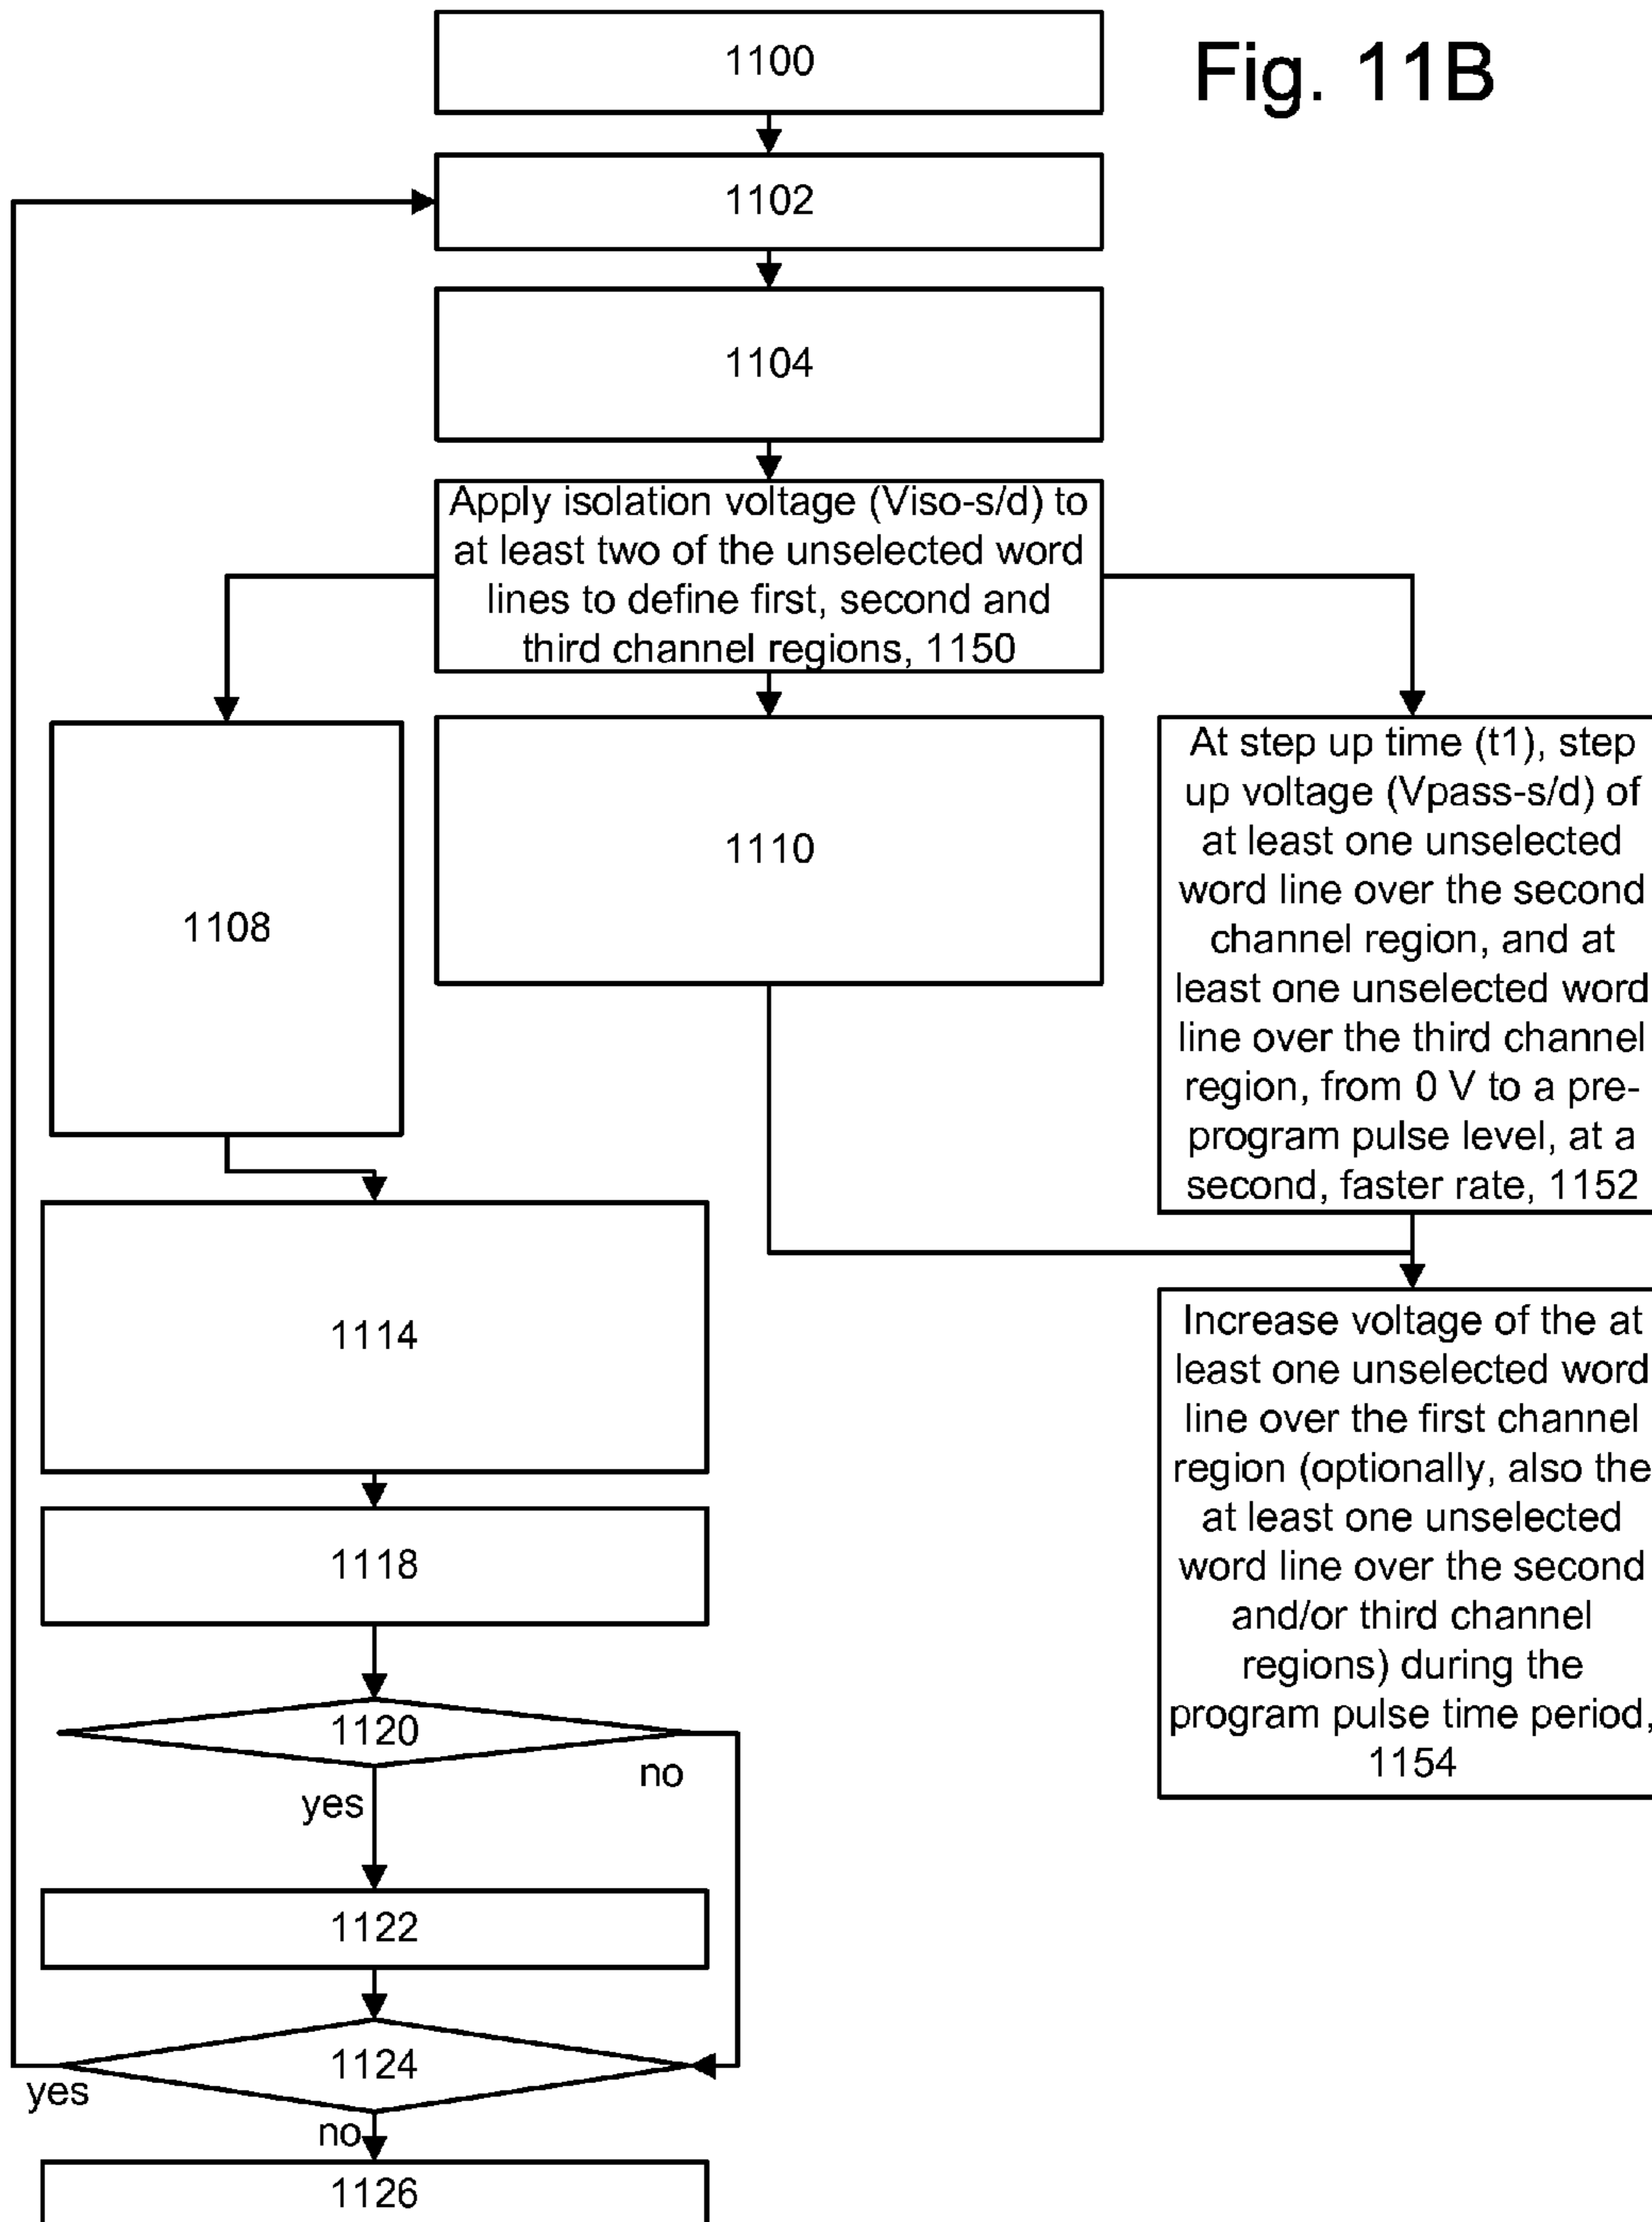 Fig. 11B
1100
1102
1104
Apply isolation voltage (Viso-s/d) to
at least two of the unselected word
lines to define first, second and
third channel regions, 1150
1108
1110
At step up time (t1), step
up voltage (Vpass-s/d) of
at least one unselected
word line over the second
channel region, and at
least one unselected word
line over the third channel
region, from 0 V to a pre-
program pulse level, at a
second, faster rate, 1152
1114
Increase voltage of the at
least one unselected word
line over the first channel
region (optionally, also the
at least one unselected
word line over the second
and/or third channel
regions) during the
program pulse time period,
1154
1118
1120
no
yes
1122
1124
yes
no
1126